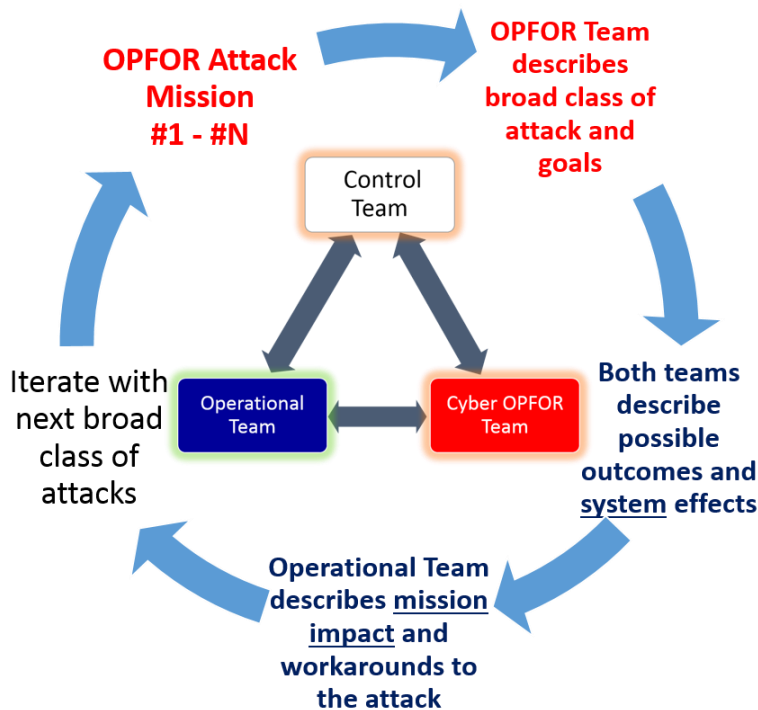 OPFOR Attack
Mission
#1 - #N
OPFOR Team
describes
broad class of
attack and
goals
Control
Team
Operational
Team
Cyber OPFOR
Team
Both teams
describe
possible
outcomes and
system effects
Operational Team
describes mission
impact and
workarounds to
the attack
Iterate with
next broad
class of
attacks